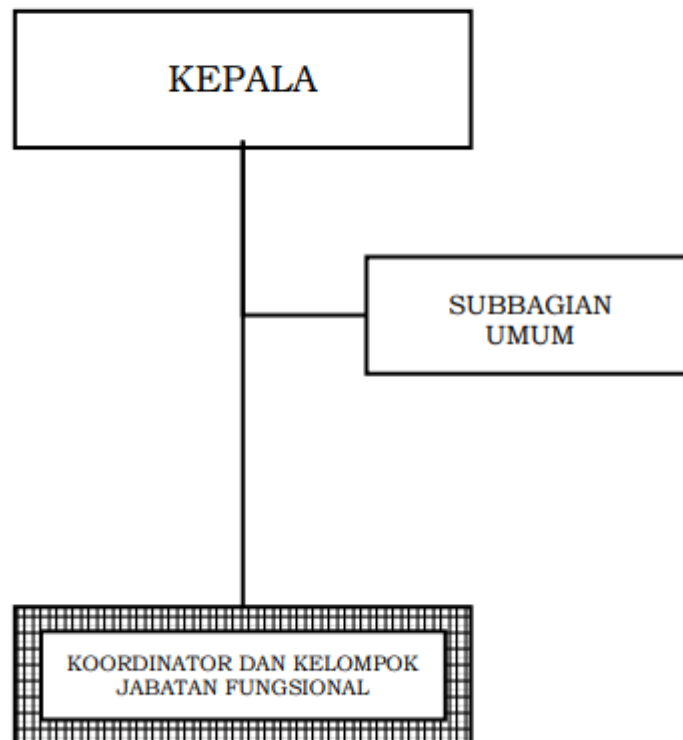 KEPALA
SUBBAGIAN
UMUM
KOORDINATOR DAN KELOMPOK
JABATAN FUNGSIONAL